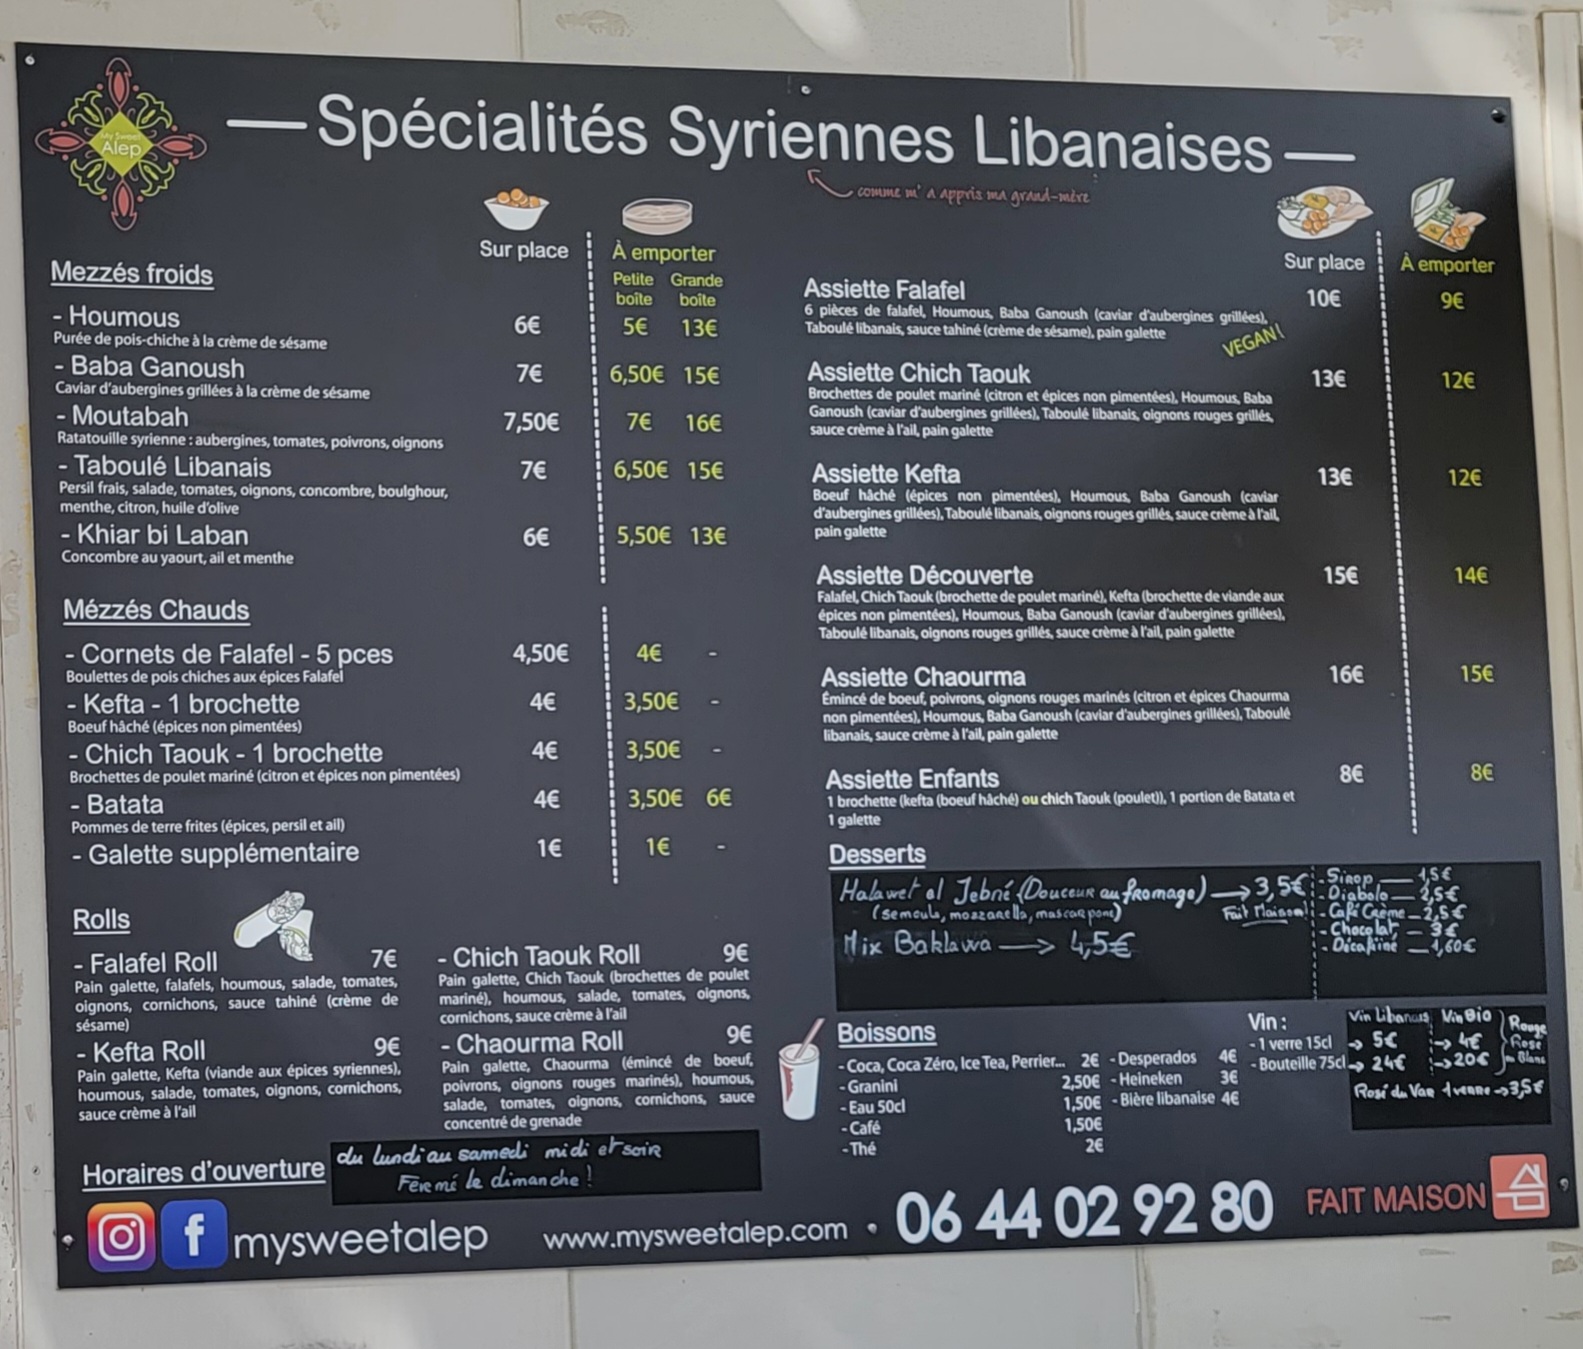 My Sweet
Alep
Spécialités Syriennes Libanaises
comme m'a appris ma grand-mère
Sur place
À emporter
Petite boîte
Grande boîte
Mezzés froids
- Houmous 6€ 5€ 13€
Purée de pois-chiche à la crème de sésame
- Baba Ganoush 7€ 6,50€ 15€
Caviar d'aubergines grillées à la crème de sésame
- Moutabah 7,50€ 7€ 16€
Ratatouille syrienne : aubergines, tomates, poivrons, oignons
- Taboulé Libanais 7€ 6,50€ 15€
Persil frais, salade, tomates, oignons, concombre, boulghour,
menthe, citron, huile d'olive
- Khiar bi Laban 6€ 5,50€ 13€
Concombre au yaourt, ail et menthe
Mézzés Chauds
- Cornets de Falafel - 5 pces 4,50€ 4€ -
Boulettes de pois chiches aux épices Falafel
- Kefta - 1 brochette 4€ 3,50€ -
Boeuf hâché (épices non pimentées)
- Chich Taouk - 1 brochette 4€ 3,50€ -
Brochettes de poulet mariné (citron et épices non pimentées)
- Batata 4€ 3,50€ 6€
Pommes de terre frites (épices, persil et ail)
- Galette supplémentaire 1€ 1€ -
Rolls
- Falafel Roll 7€
Pain galette, falafels, houmous, salade, tomates,
oignons, cornichons, sauce tahiné (crème de
sésame)
- Kefta Roll 9€
Pain galette, Kefta (viande aux épices syriennes),
houmous, salade, tomates, oignons, cornichons,
sauce crème à l'ail
- Chich Taouk Roll 9€
Pain galette, Chich Taouk (brochettes de poulet
mariné), houmous, salade, tomates, oignons,
cornichons, sauce crème à l'ail
- Chaourma Roll 9€
Pain galette, Chaourma (émincé de boeuf,
poivrons, oignons rouges marinés), houmous,
salade, tomates, oignons, cornichons, sauce
concentré de grenade
Horaires d'ouverture
du lundi au samedi midi et soir
Fermé le dimanche !
Sur place
À emporter
Assiette Falafel 10€ 9€
6 pièces de falafel, Houmous, Baba Ganoush (caviar d'aubergines grillées),
Taboulé libanais, sauce tahiné (crème de sésame), pain galette
VEGAN!
Assiette Chich Taouk 13€ 12€
Brochettes de poulet mariné (citron et épices non pimentées), Houmous, Baba
Ganoush (caviar d'aubergines grillées), Taboulé libanais, oignons rouges grillés,
sauce crème à l'ail, pain galette
Assiette Kefta 13€ 12€
Boeuf hâché (épices non pimentées), Houmous, Baba Ganoush (caviar
d'aubergines grillées), Taboulé libanais, oignons rouges grillés, sauce crème à l'ail,
pain galette
Assiette Découverte 15€ 14€
Falafel, Chich Taouk (brochette de poulet mariné), Kefta (brochette de viande aux
épices non pimentées), Houmous, Baba Ganoush (caviar d'aubergines grillées),
Taboulé libanais, oignons rouges grillés, sauce crème à l'ail, pain galette
Assiette Chaourma 16€ 15€
Émincé de boeuf, poivrons, oignons rouges marinés (citron et épices Chaourma
non pimentées), Houmous, Baba Ganoush (caviar d'aubergines grillées), Taboulé
libanais, sauce crème à l'ail, pain galette
Assiette Enfants 8€ 8€
1 brochette (kefta (boeuf hâché) ou chich Taouk (poulet)), 1 portion de Batata et
1 galette
Desserts
Halawet el Jebné (Douceur au fromage) → 3,5€
(semoule, mozzarella, mascarpone) Fait Maison!
Mix Baklawa → 4,5€
- Sirop — 1,5€
- Diabolo — 2,5€
- Café Crème — 2,5€
- Chocolat — 3€
- Décaféiné — 1,60€
Boissons
- Coca, Coca Zéro, Ice Tea, Perrier... 2€
- Granini 2,50€
- Eau 50cl 1,50€
- Café 1,50€
- Thé 2€
- Desperados 4€
- Heineken 3€
- Bière libanaise 4€
Vin :
Vin Libanais Vin Bio
- 1 verre 15cl → 5€ → 4€
- Bouteille 75cl → 24€ → 20€
Rouge
Rosé
Blanc
Rosé du Var 1 verre → 3,5€
mysweetalep
www.mysweetalep.com • 06 44 02 92 80
FAIT MAISON